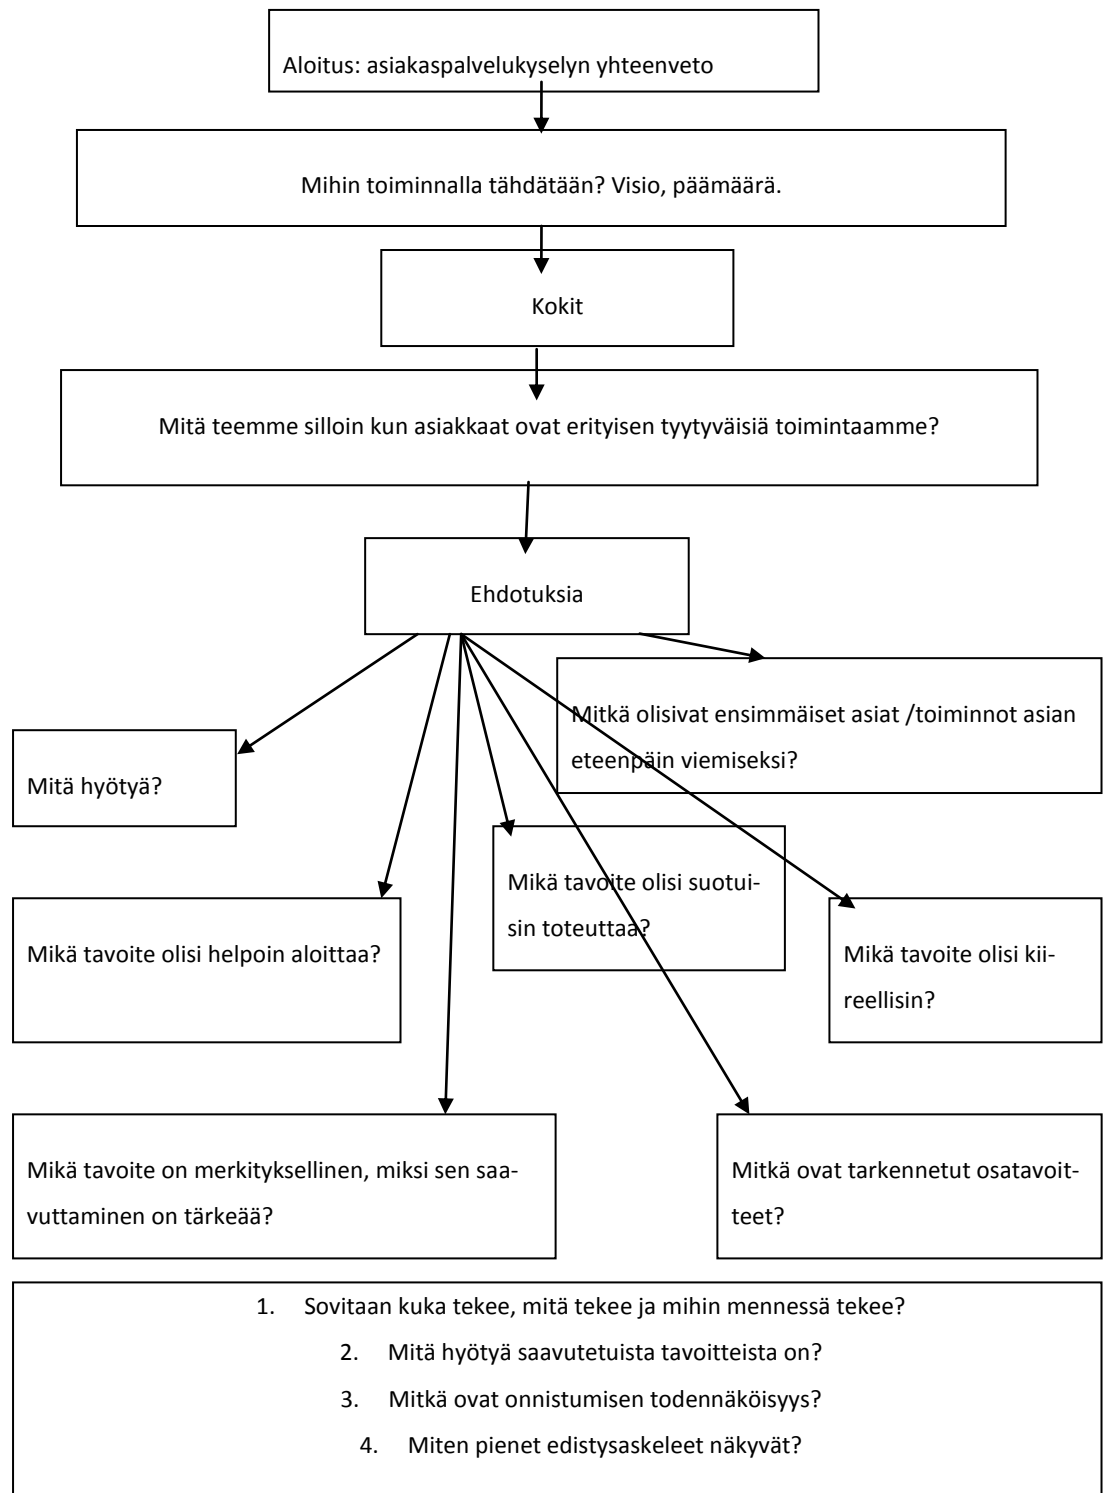 Aloitus: asiakaspalvelukyselyn yhteenveto
Mihin toiminnalla tähdätään? Visio, päämäärä.
Kokit
Mitä teemme silloin kun asiakkaat ovat erityisen tyytyväisiä toimintaamme?
Ehdotuksia
Mitkä olisivat ensimmäiset asiat /toiminnot asian
eteenpäin viemiseksi?
Mitä hyötyä?
Mikä tavoite olisi suotui-
sin toteuttaa?
Mikä tavoite olisi helpoin aloittaa?
Mikä tavoite olisi kii-
reellisin?
Mikä tavoite on merkityksellinen, miksi sen saa-
vuttaminen on tärkeää?
Mitkä ovat tarkennetut osatavoit-
teet?
1. Sovitaan kuka tekee, mitä tekee ja mihin mennessä tekee?
2. Mitä hyötyä saavutetuista tavoitteista on?
3. Mitkä ovat onnistumisen todennäköisyys?
4. Miten pienet edistysaskeleet näkyvät?